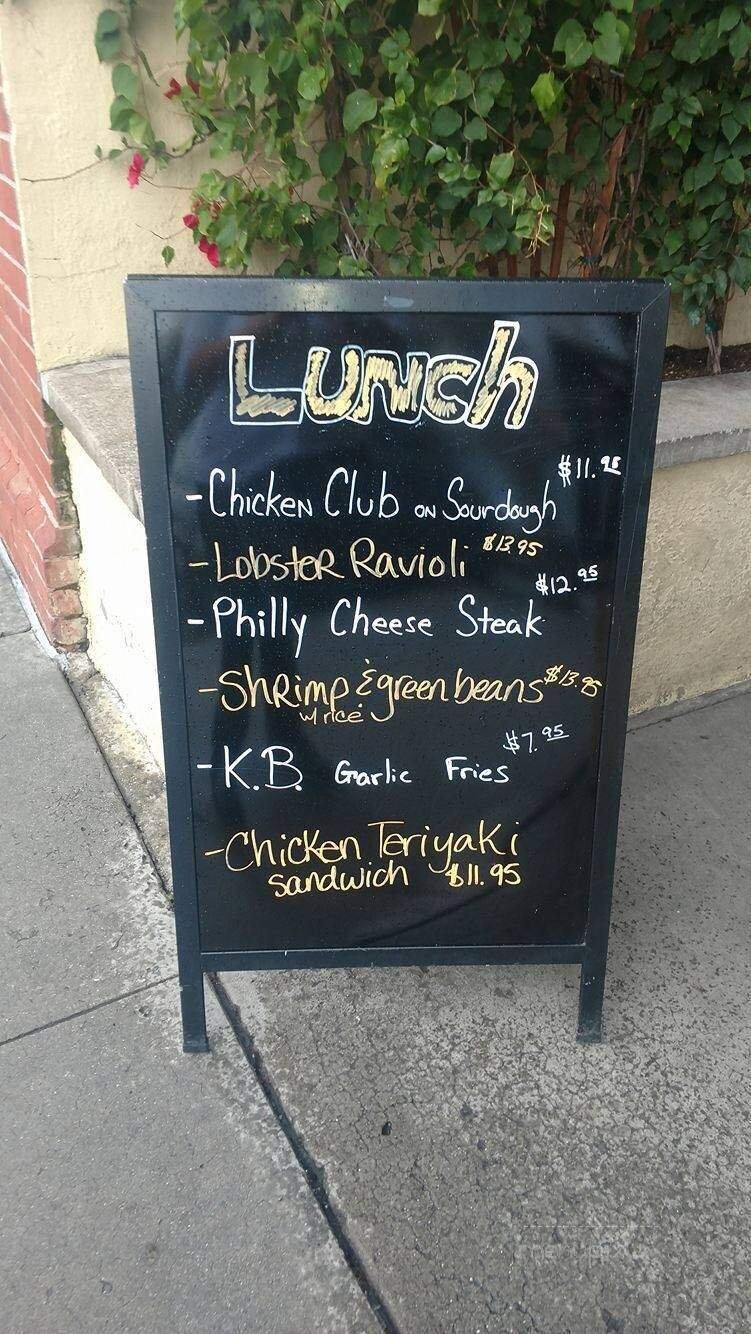 Lunch
- Chicken Club on Sourdough $11.95
- Lobster Ravioli $13.95
- Philly Cheese Steak $12.95
- Shrimp & green beans $13.95
w/ rice
- K.B. Garlic Fries $7.95
- Chicken Teriyaki
sandwich $11.95